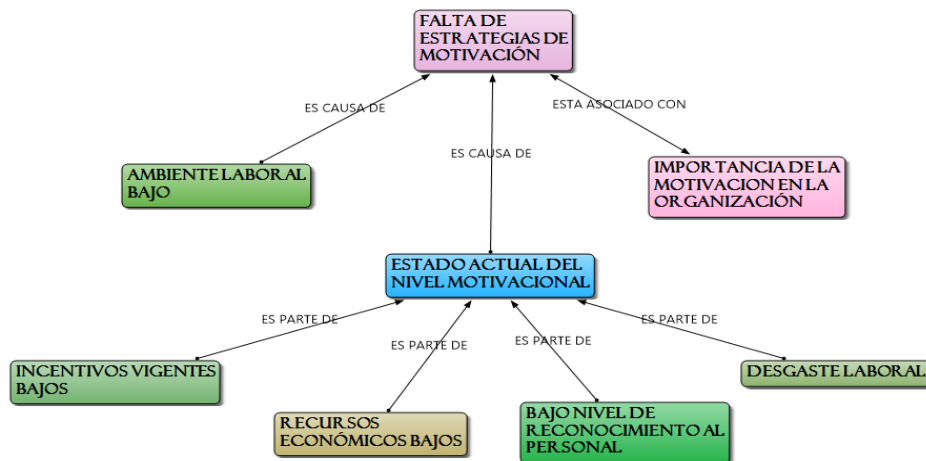 FALTA DE
ESTRATEGIAS DE
MOTIVACIÓN
ES CAUSA DE
ESTA ASOCIADO CON
ES CAUSA DE
AMBIENTE LABORAL
BAJO
IMPORTANCIA DE LA
MOTIVACION EN LA
ORGANIZACIÓN
ESTADO ACTUAL DEL
NIVEL MOTIVACIONAL
ES PARTE DE
ES PARTE DE
ES PARTE DE
ES PARTE DE
INCENTIVOS VIGENTES
BAJOS
DESGASTE LABORAL
RECURSOS
ECONÓMICOS BAJOS
BAJO NIVEL DE
RECONOCIMIENTO AL
PERSONAL